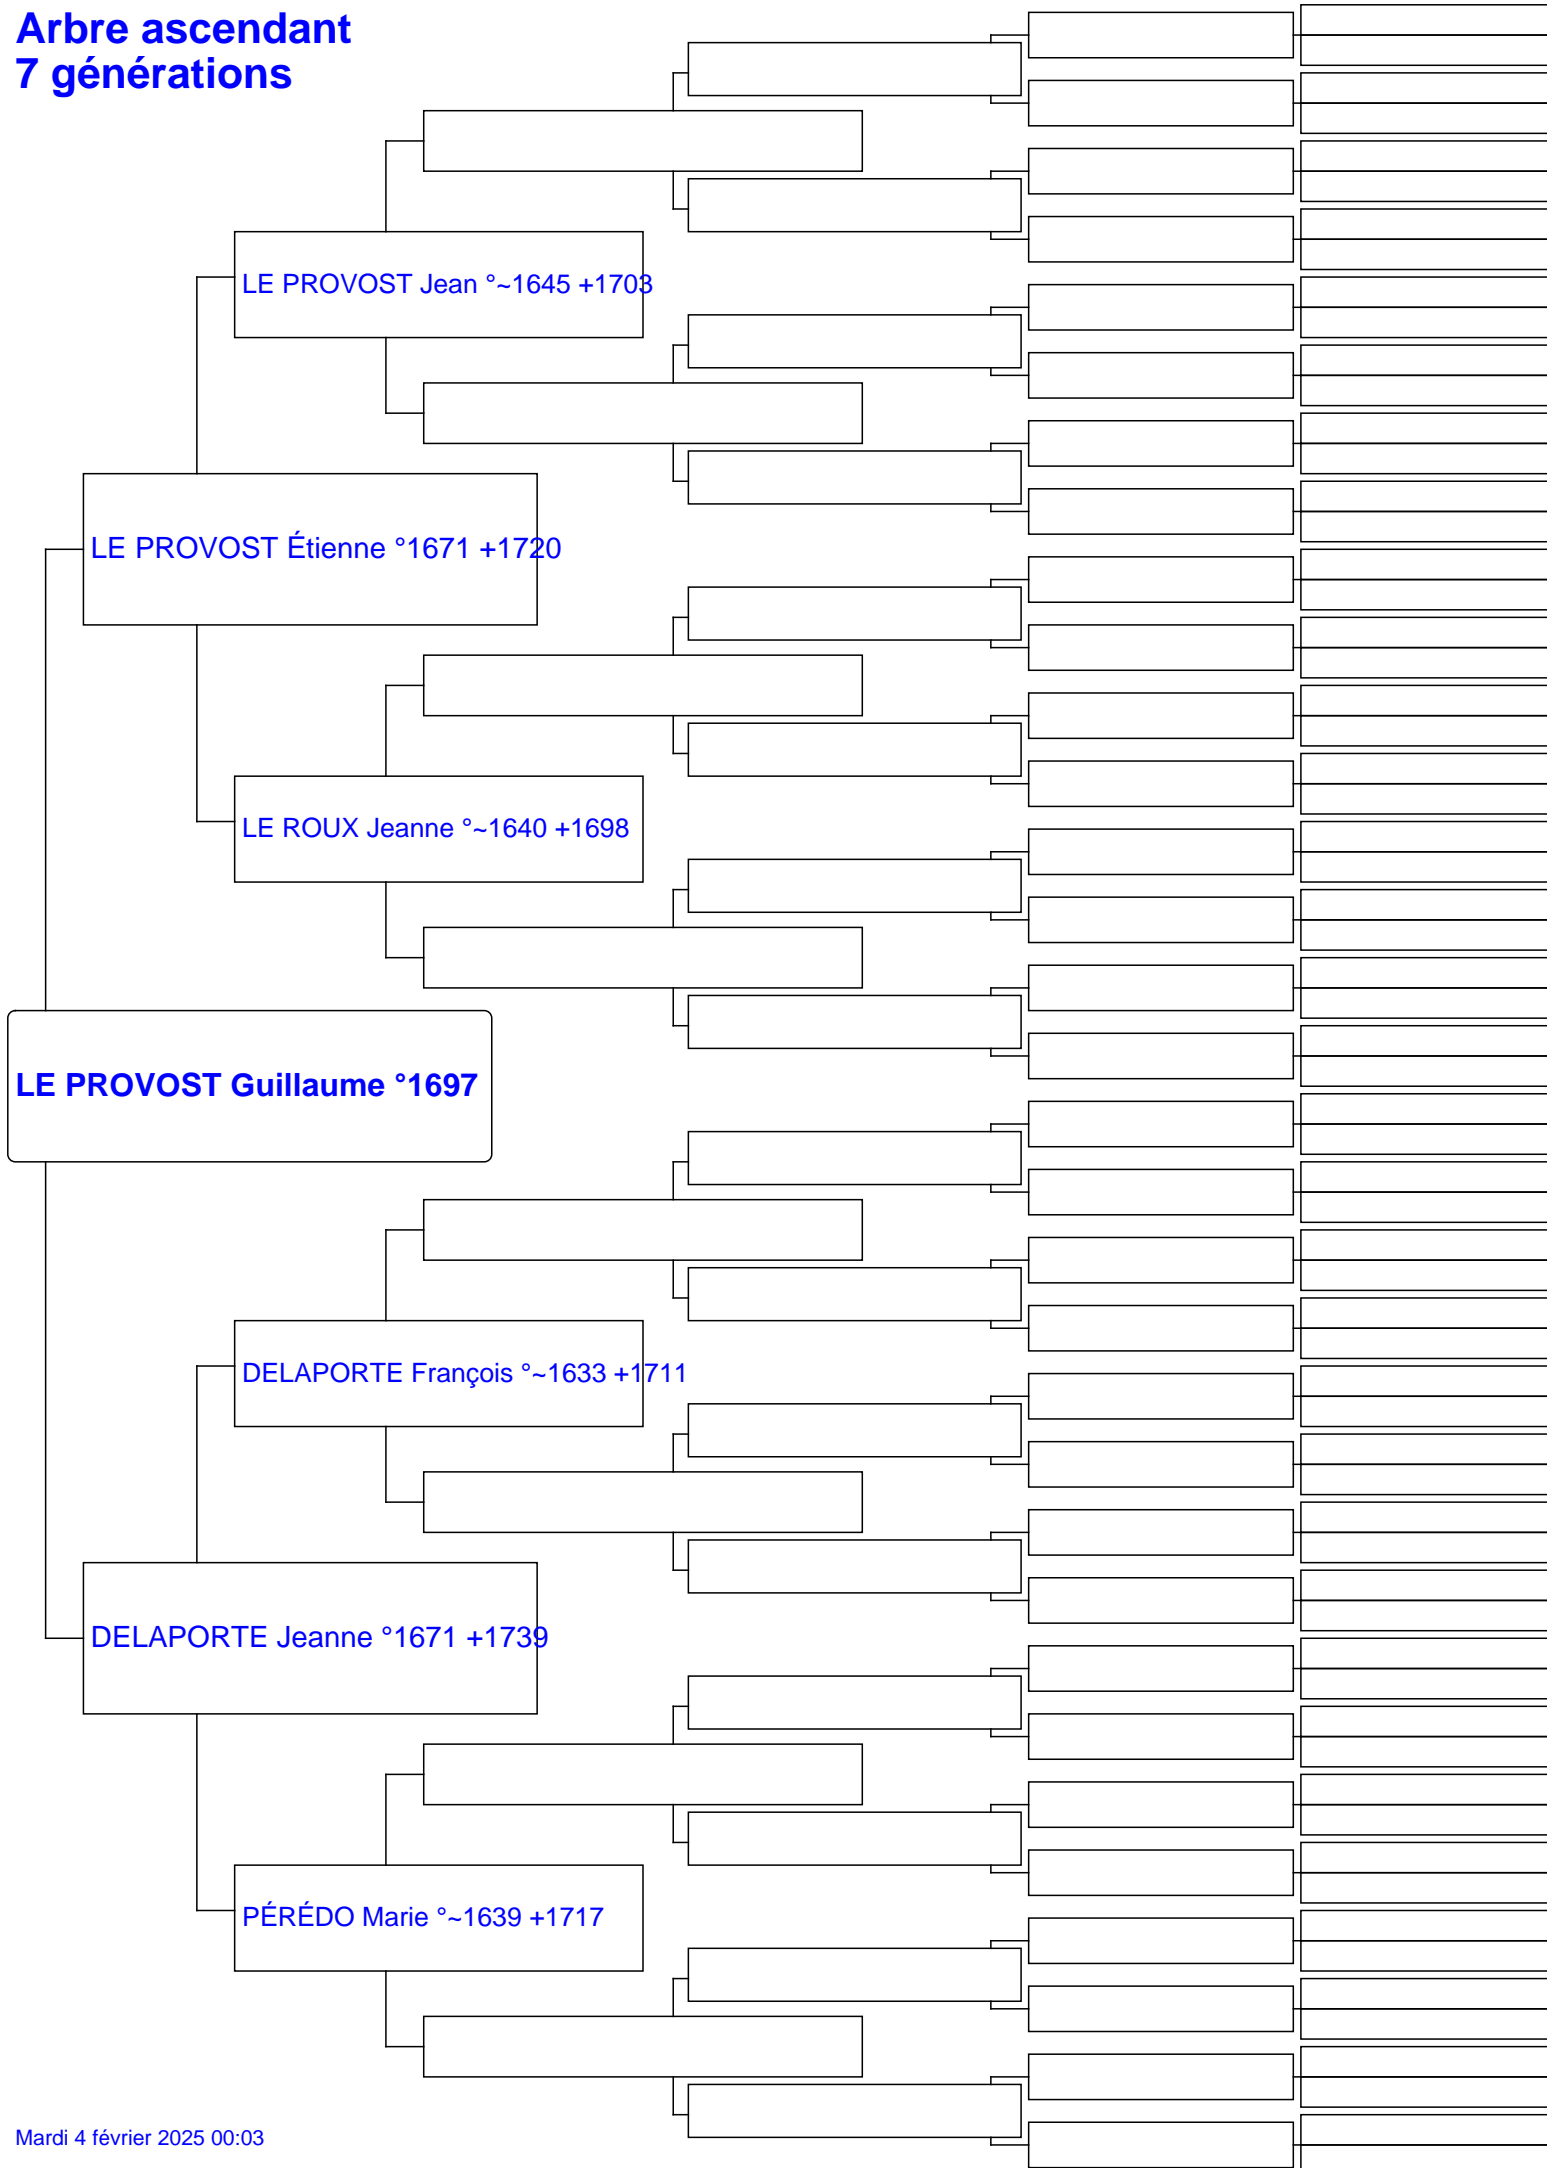 Arbre ascendant
7 générations
LE PROVOST Jean °~1645 +1703
LE PROVOST Étienne °1671 +1720
LE ROUX Jeanne °~1640 +1698
LE PROVOST Guillaume °1697
DELAPORTE François °~1633 +1711
DELAPORTE Jeanne °1671 +1739
PÉRÉDO Marie °~1639 +1717
Mardi 4 février 2025 00:03